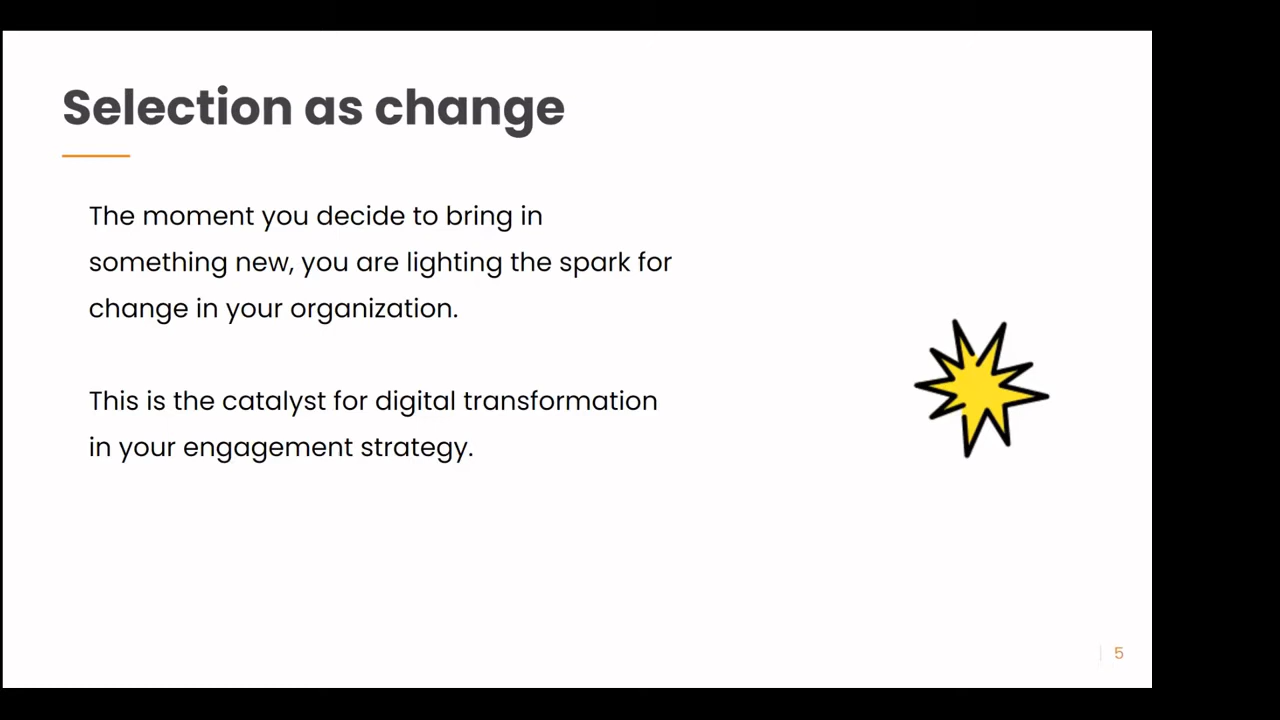 Selection as change
The moment you decide to bring in
something new, you are lighting the spark for
change in your organization.
This is the catalyst for digital transformation
in your engagement strategy.
5